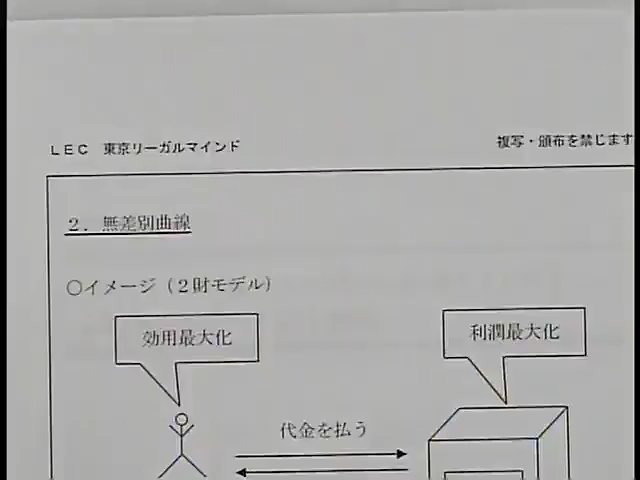 LEC 東京リーガルマインド 複写・頒布を禁じます
2. 無差別曲線
○イメージ（2財モデル）
効用最大化 利潤最大化
代金を払う